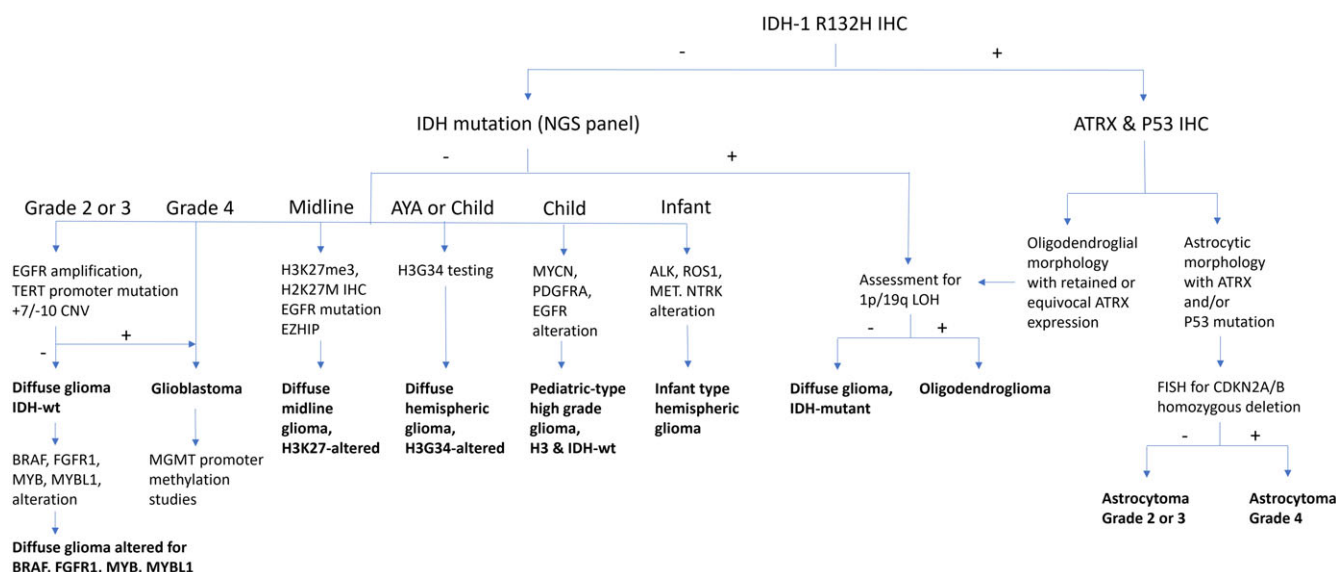 IDH-1 R132H IHC
-
+
IDH mutation (NGS panel)
ATRX & P53 IHC
-
+
Grade 2 or 3
Grade 4
Midline
AYA or Child
Child
Infant
EGFR amplification,
TERT promoter mutation
+7/-10 CNV
H3K27me3,
H2K27M IHC
EGFR mutation
EZHIP
H3G34 testing
MYCN,
PDGFRA,
EGFR
alteration
ALK, ROS1,
MET. NTRK
alteration
Assessment for
1p/19q LOH
Oligodendroglial
morphology
with retained or
equivocal ATRX
expression
Astrocytic
morphology
with ATRX
and/or
P53 mutation
-
+
-
+
Diffuse glioma
IDH-wt
Glioblastoma
Diffuse
midline
glioma,
H3K27-altered
Diffuse
hemispheric
glioma,
H3G34-altered
Pediatric-type
high grade
glioma,
H3 & IDH-wt
Infant type
hemispheric
glioma
Diffuse glioma,
IDH-mutant
Oligodendroglioma
FISH for CDKN2A/B
homozygous deletion
-
+
BRAF, FGFR1,
MYB, MYBL1,
alteration
MGMT promoter
methylation
studies
Astrocytoma
Grade 2 or 3
Astrocytoma
Grade 4
Diffuse glioma altered for
BRAF, FGFR1, MYB, MYBL1